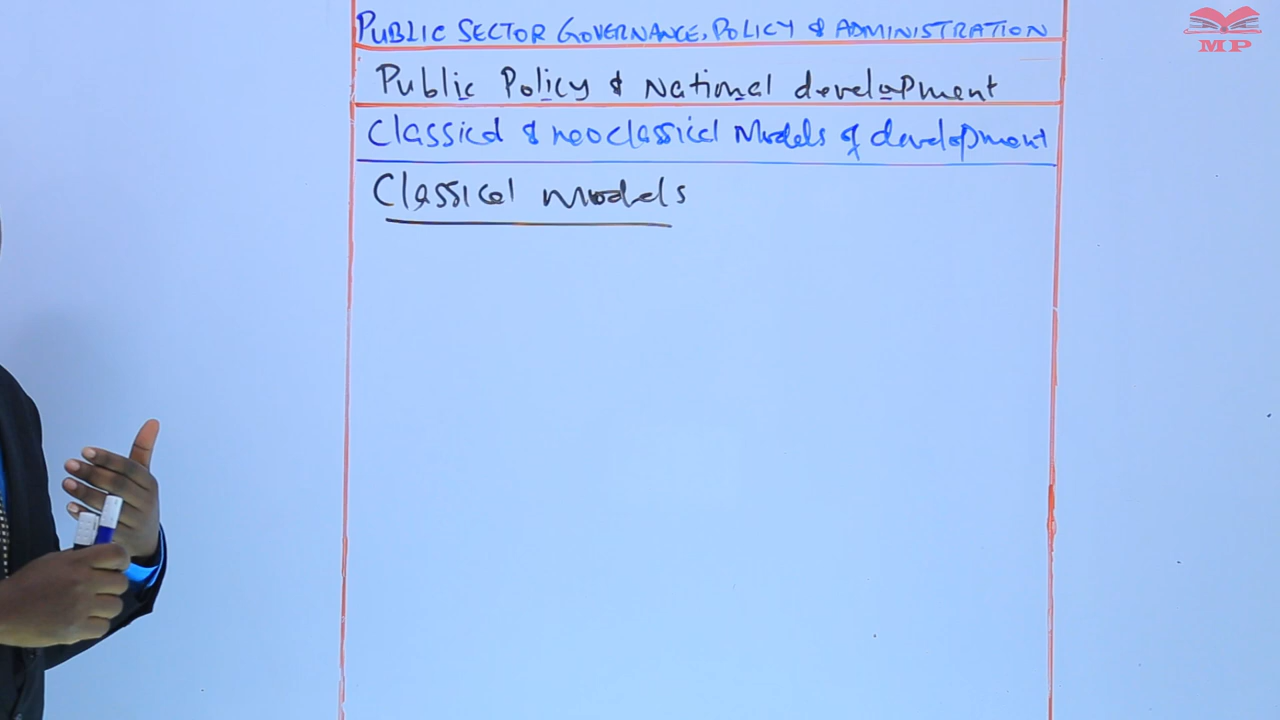 PUBLIC SECTOR GOVERNANCE, POLICY & ADMINISTRATION
MP
Public Policy & National development
Classical & neoclassical Models of development
Classical Models